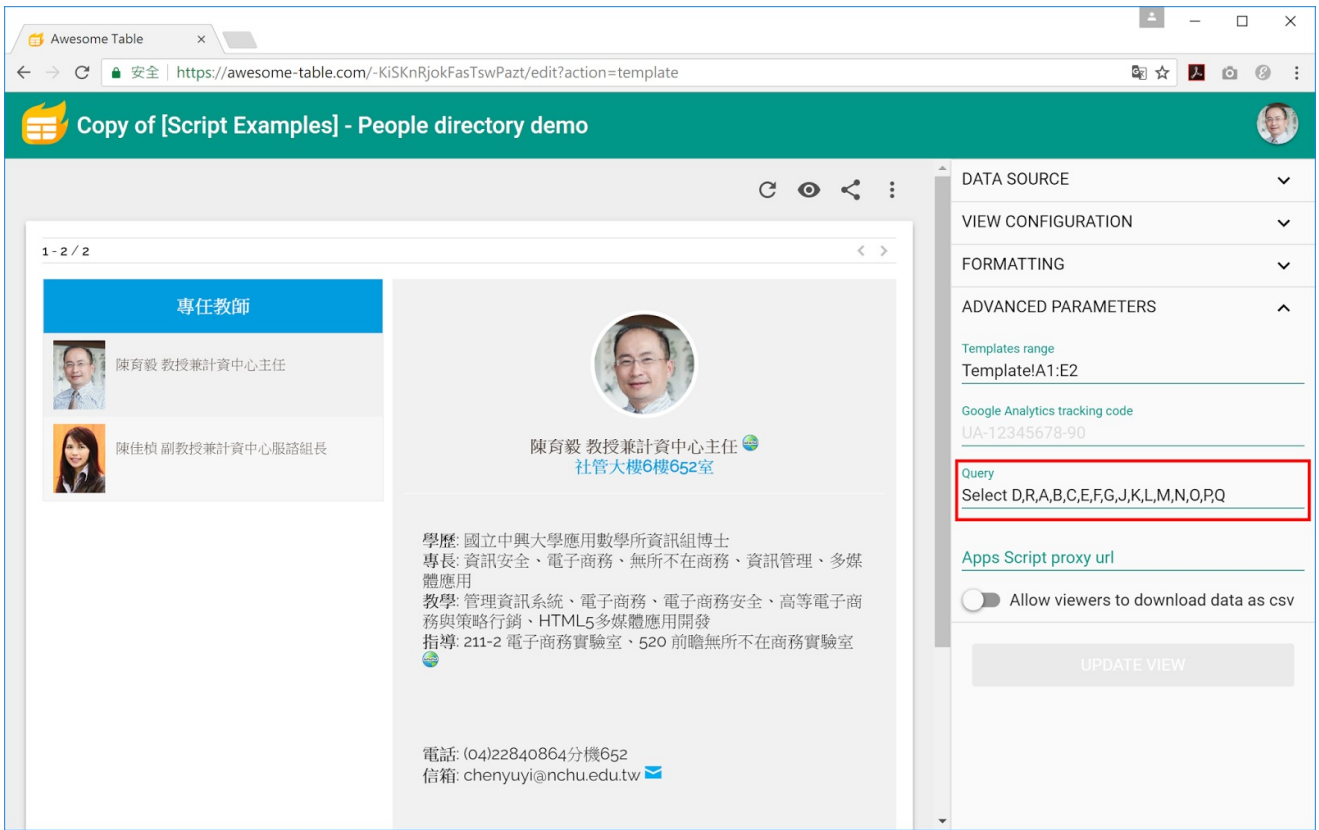 Awesome Table
安全 | https://awesome-table.com/-KiSKnRjokFasTswPazt/edit?action=template
Copy of [Script Examples] - People directory demo
1 - 2 / 2
專任教師
陳育毅 教授兼計資中心主任
陳佳楨 副教授兼計資中心服諮組長
陳育毅 教授兼計資中心主任
社管大樓6樓652室
學歷: 國立中興大學應用數學所資訊組博士
專長: 資訊安全、電子商務、無所不在商務、資訊管理、多媒
體應用
教學: 管理資訊系統、電子商務、電子商務安全、高等電子商
務與策略行銷、HTML5多媒體應用開發
指導: 211-2 電子商務實驗室、520 前瞻無所不在商務實驗室
電話: (04)22840864分機652
信箱: chenyuyi@nchu.edu.tw
DATA SOURCE
VIEW CONFIGURATION
FORMATTING
ADVANCED PARAMETERS
Templates range
Template!A1:E2
Google Analytics tracking code
UA-12345678-90
Query
Select D,R,A,B,C,E,F,G,J,K,L,M,N,O,P,Q
Apps Script proxy url
Allow viewers to download data as csv
UPDATE VIEW